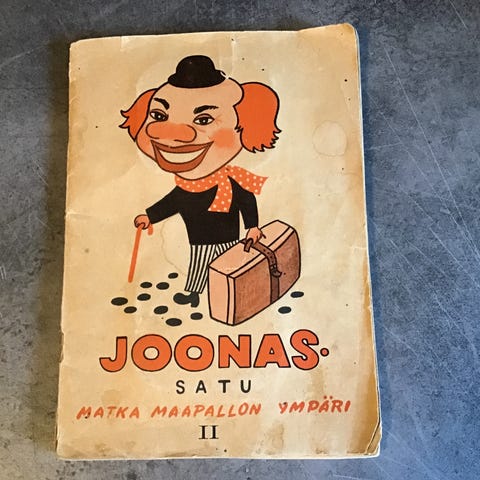 JOONAS·
SATU
MATKA MAAPALLON YMPÄRI
II